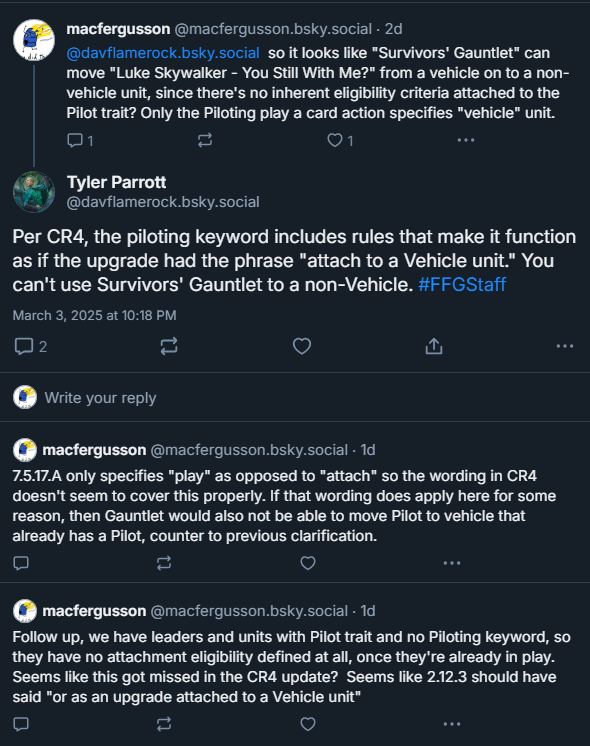 macfergusson @macfergusson.bsky.social · 2d
@davflamerock.bsky.social so it looks like "Survivors' Gauntlet" can
move "Luke Skywalker - You Still With Me?" from a vehicle on to a non-
vehicle unit, since there's no inherent eligibility criteria attached to the
Pilot trait? Only the Piloting play a card action specifies "vehicle" unit.
1
1
Tyler Parrott
@davflamerock.bsky.social
Per CR4, the piloting keyword includes rules that make it function
as if the upgrade had the phrase "attach to a Vehicle unit." You
can't use Survivors' Gauntlet to a non-Vehicle. #FFGStaff
March 3, 2025 at 10:18 PM
2
Write your reply
macfergusson @macfergusson.bsky.social · 1d
7.5.17.A only specifies "play" as opposed to "attach" so the wording in CR4
doesn't seem to cover this properly. If that wording does apply here for some
reason, then Gauntlet would also not be able to move Pilot to vehicle that
already has a Pilot, counter to previous clarification.
macfergusson @macfergusson.bsky.social · 1d
Follow up, we have leaders and units with Pilot trait and no Piloting keyword, so
they have no attachment eligibility defined at all, once they're already in play.
Seems like this got missed in the CR4 update? Seems like 2.12.3 should have
said "or as an upgrade attached to a Vehicle unit"